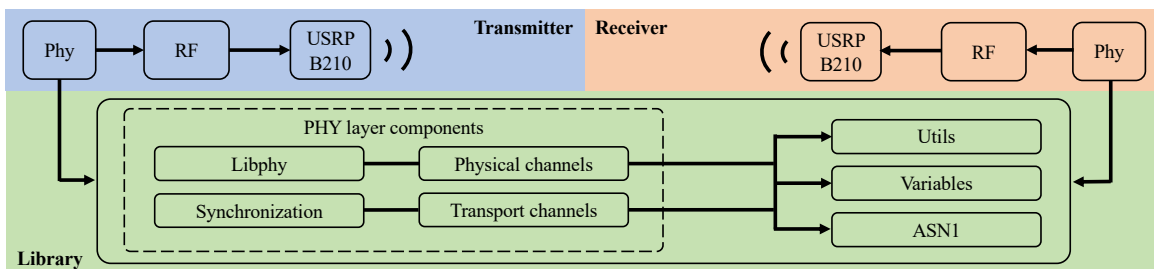 Phy
RF
USRP
B210
Transmitter
Receiver
USRP
B210
RF
Phy
PHY layer components
Libphy
Physical channels
Synchronization
Transport channels
Utils
Variables
ASN1
Library